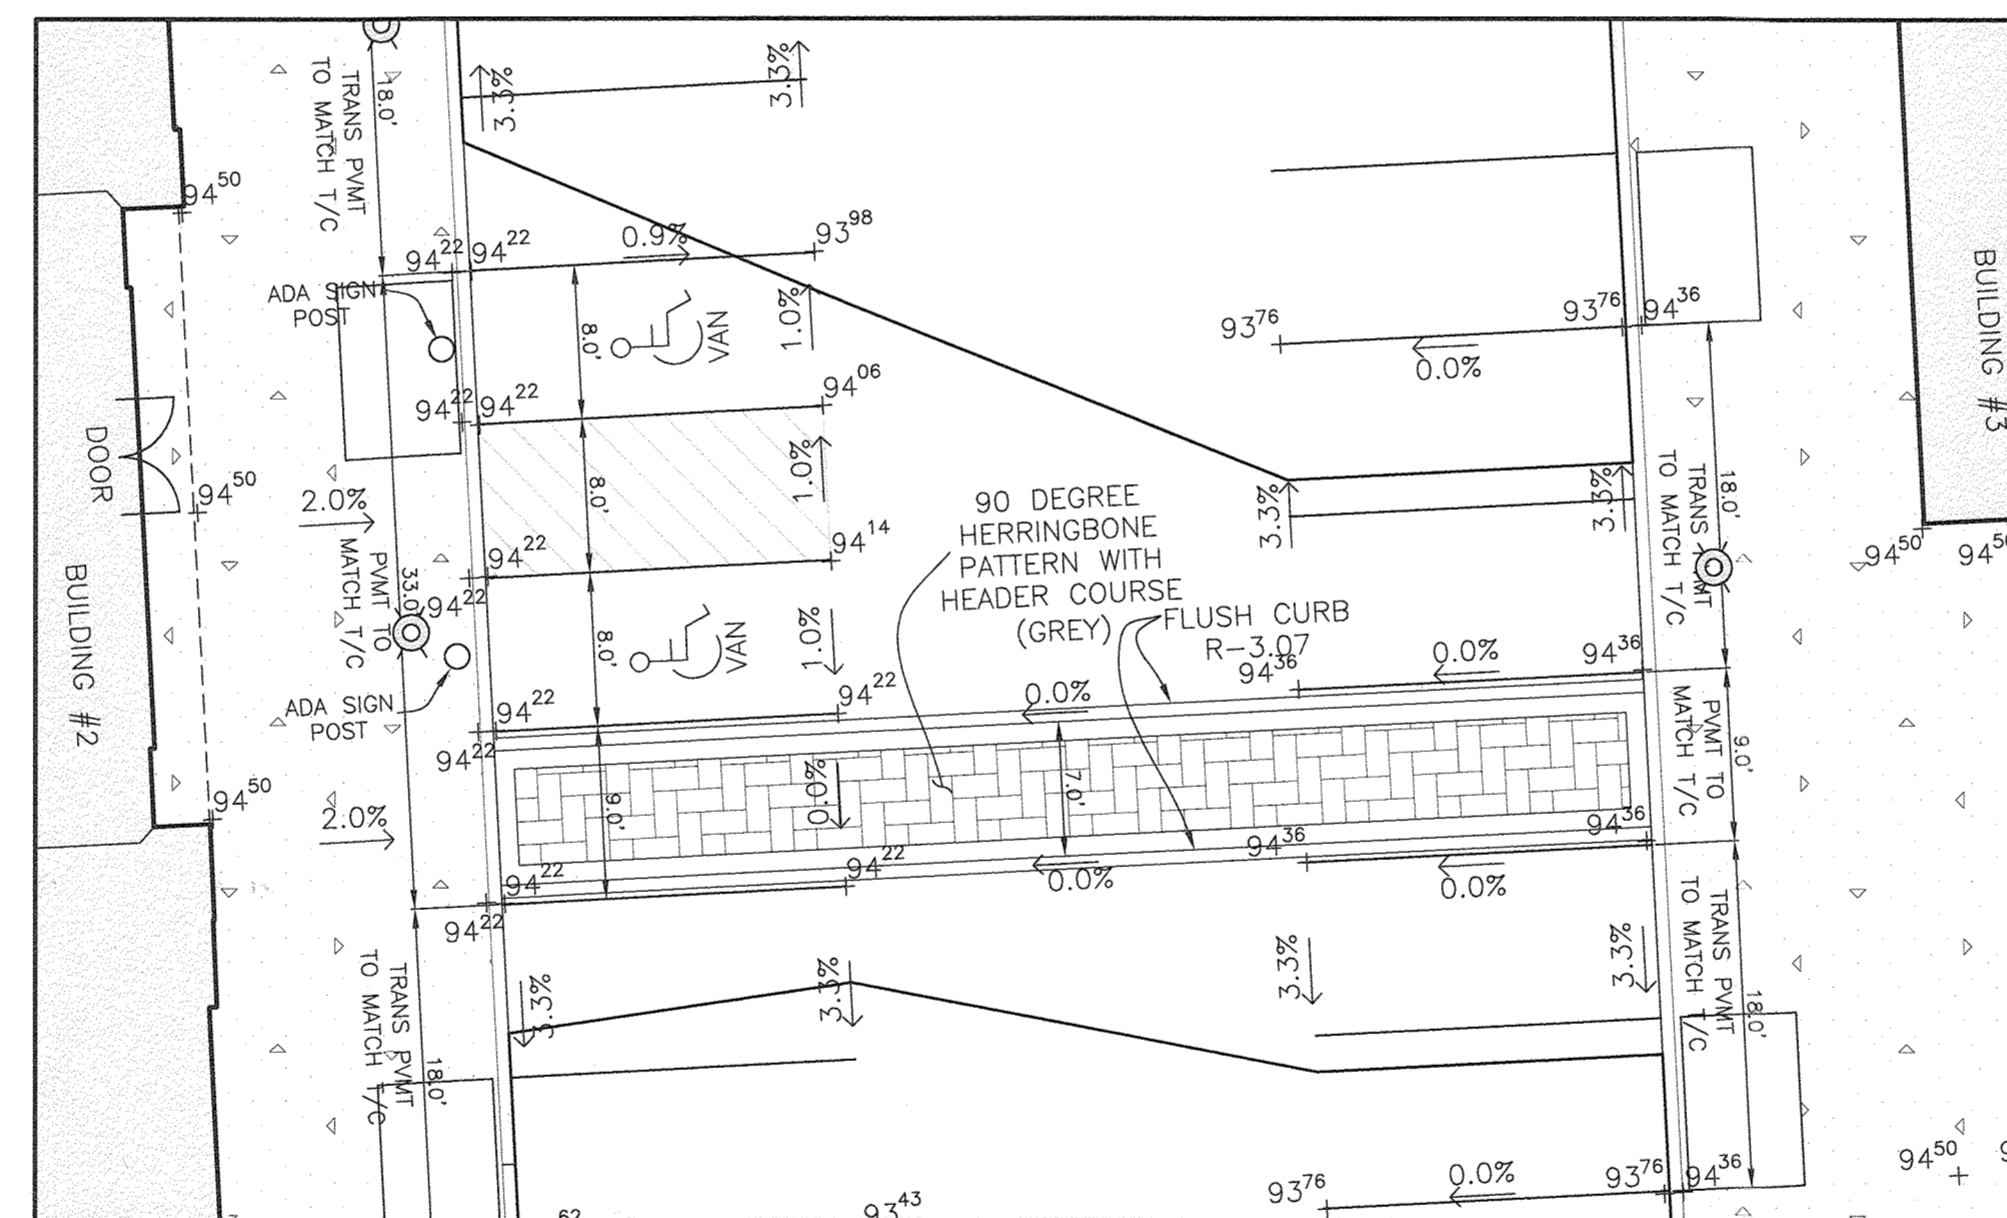 TRANS PVMT
TO MATCH T/C
18.0'
3.3%
3.3%
94⁵⁰
94²²
94²²
0.9%
93⁹⁸
ADA SIGN
POST
8.0'
VAN
1.0%
93⁷⁶
93⁷⁶
94³⁶
0.0%
BUILDING #3
94²²
94²²
94⁰⁶
DOOR
94⁵⁰
2.0%
8.0'
1.0%
94¹⁴
90 DEGREE
HERRINGBONE
PATTERN WITH
HEADER COURSE
(GREY)
FLUSH CURB
R-3.07
3.3%
3.3%
TRANS PVMT
TO MATCH T/C
18.0'
94⁵⁰
BUILDING #2
PVMT TO
MATCH T/C
33.0'
94²²
94²²
8.0'
VAN
1.0%
ADA SIGN
POST
94²²
94²²
94²²
0.0%
94³⁶
0.0%
94³⁶
PVMT TO
MATCH T/C
9.0'
94⁵⁰
2.0%
9.0'
0.0%
7.0'
94²²
94²²
94²²
0.0%
94³⁶
94³⁶
0.0%
TRANS PVMT
TO MATCH T/C
18.0'
3.3%
3.3%
3.3%
3.3%
TRANS PVMT
TO MATCH T/C
18.0'
93⁴³
93⁷⁶
0.0%
93⁷⁶
94³⁶
94⁵⁰